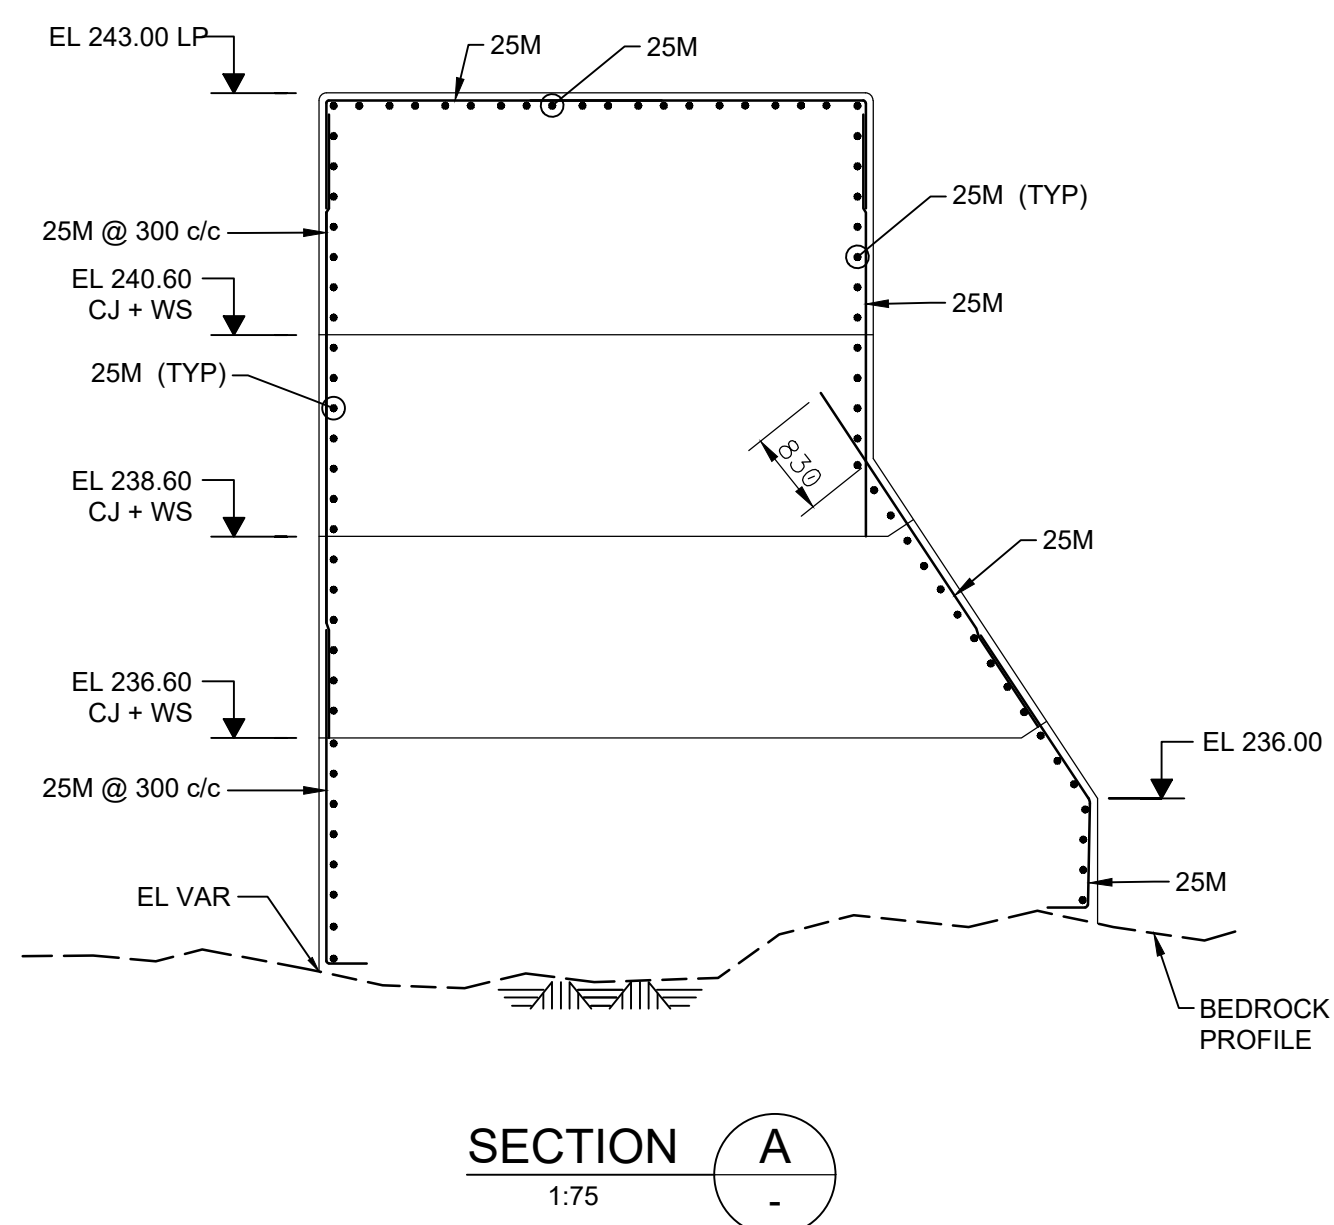 EL 243.00 LP
25M
25M
25M (TYP)
25M @ 300 c/c
EL 240.60
CJ + WS
25M
25M (TYP)
830
EL 238.60
CJ + WS
25M
EL 236.60
CJ + WS
EL 236.00
25M @ 300 c/c
25M
EL VAR
BEDROCK
PROFILE
SECTION
A
1:75
-